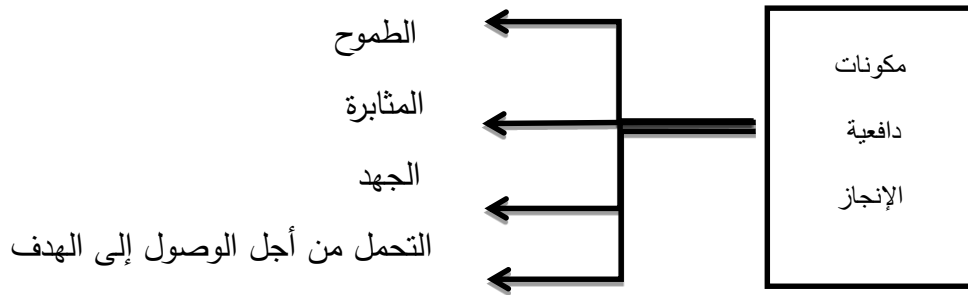 مكونات
دافعية
الإنجاز
الطموح
المثابرة
الجهد
التحمل من أجل الوصول إلى الهدف